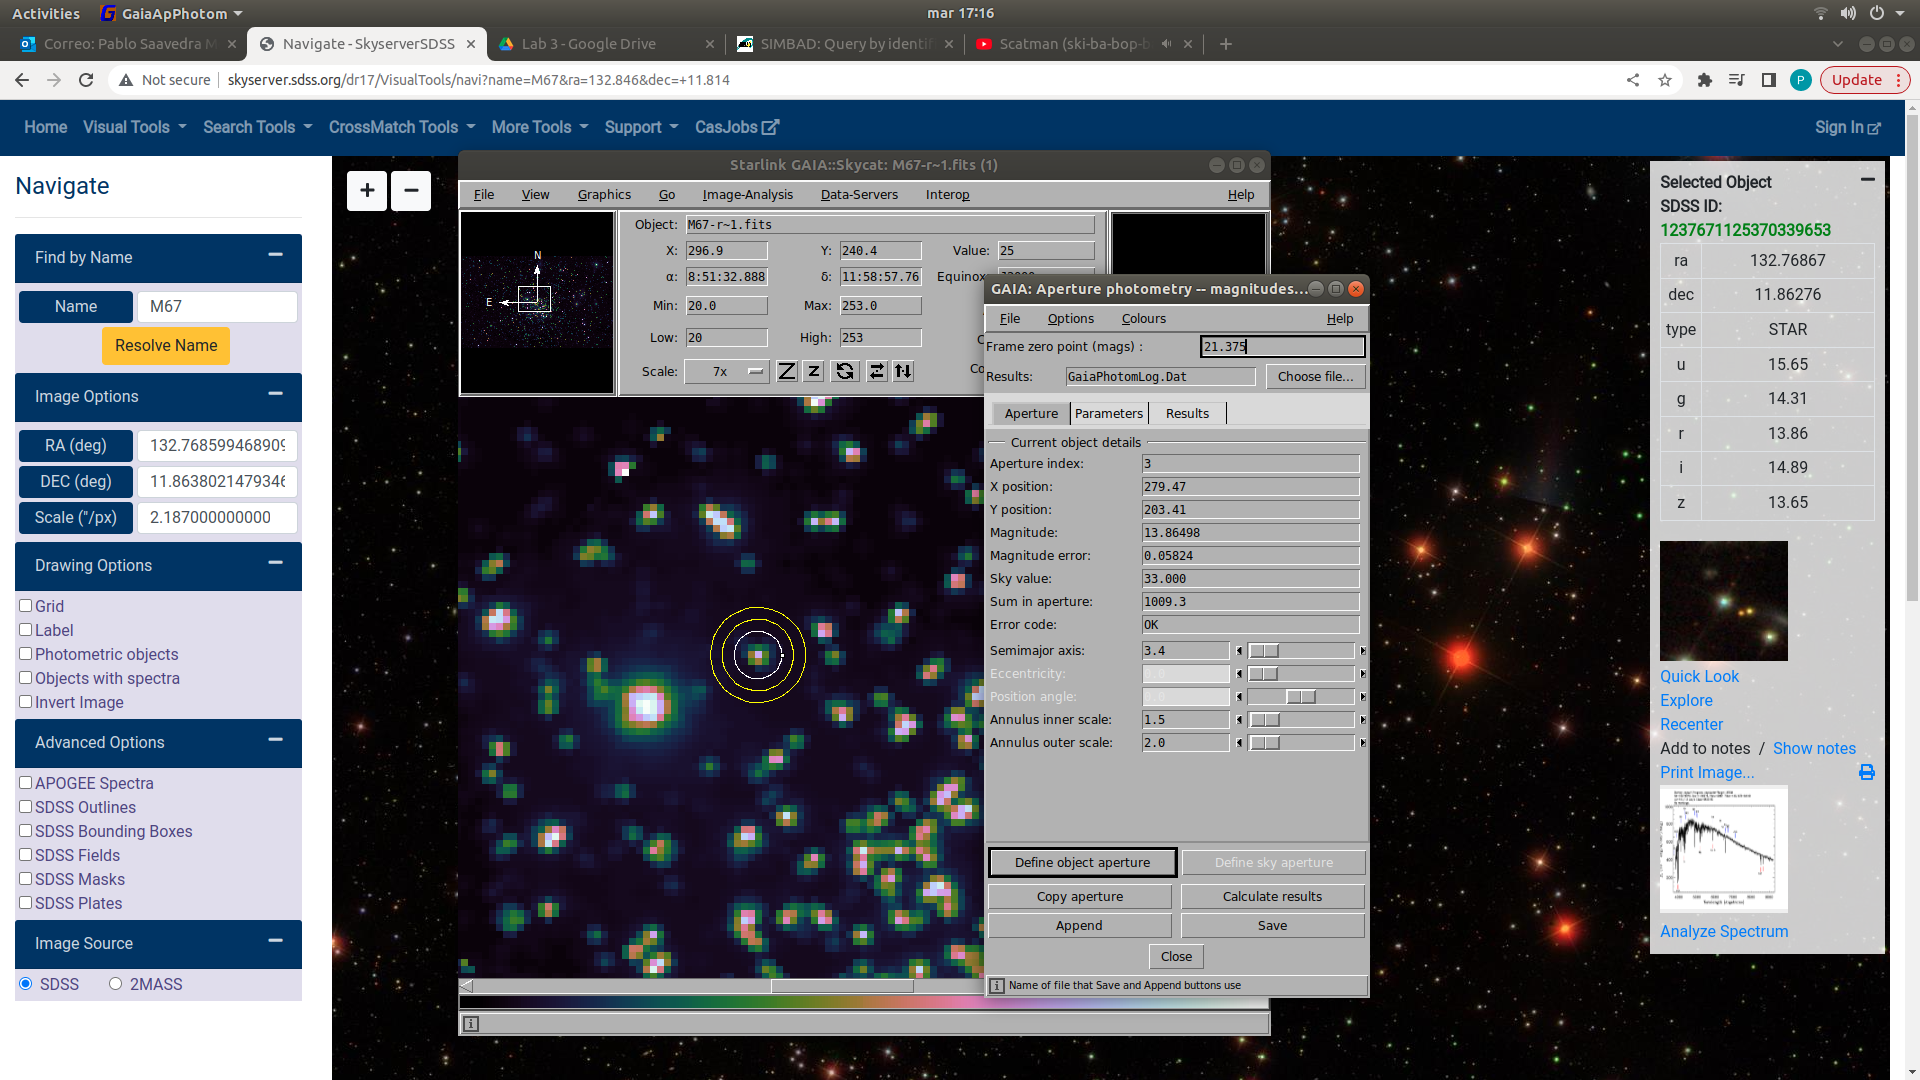 Activities GaiaApPhotom mar 17:16
Correo: Pablo Saavedra M Navigate - SkyserverSDSS Lab 3 - Google Drive SIMBAD: Query by identif Scatman (ski-ba-bop-b
Not secure skyserver.sdss.org/dr17/VisualTools/navi?name=M67&ra=132.846&dec=+11.814 P Update
Home Visual Tools Search Tools CrossMatch Tools More Tools Support CasJobs Sign In
Navigate
Find by Name
Name M67
Resolve Name
Image Options
RA (deg) 132.768599468909
DEC (deg) 11.8638021479346
Scale ("/px) 2.187000000000
Drawing Options
Grid
Label
Photometric objects
Objects with spectra
Invert Image
Advanced Options
APOGEE Spectra
SDSS Outlines
SDSS Bounding Boxes
SDSS Fields
SDSS Masks
SDSS Plates
Image Source
SDSS 2MASS
+ −
Starlink GAIA::Skycat: M67-r~1.fits (1)
File View Graphics Go Image-Analysis Data-Servers Interop Help
N
E
Object: M67-r~1.fits
X: 296.9 Y: 240.4 Value: 25
α: 8:51:32.888 δ: 11:58:57.76 Equinox
Min: 20.0 Max: 253.0
Low: 20 High: 253
Scale: 7x Z z
GAIA: Aperture photometry -- magnitudes...
File Options Colours Help
Frame zero point (mags) : 21.375
Results: GaiaPhotomLog.Dat Choose file...
Aperture Parameters Results
Current object details
Aperture index: 3
X position: 279.47
Y position: 203.41
Magnitude: 13.86498
Magnitude error: 0.05824
Sky value: 33.000
Sum in aperture: 1009.3
Error code: OK
Semimajor axis: 3.4
Eccentricity:
Position angle:
Annulus inner scale: 1.5
Annulus outer scale: 2.0
Define object aperture Define sky aperture
Copy aperture Calculate results
Append Save
Close
Name of file that Save and Append buttons use
Selected Object
SDSS ID:
1237671125370339653
ra 132.76867
dec 11.86276
type STAR
u 15.65
g 14.31
r 13.86
i 14.89
z 13.65
Quick Look
Explore
Recenter
Add to notes / Show notes
Print Image...
Analyze Spectrum